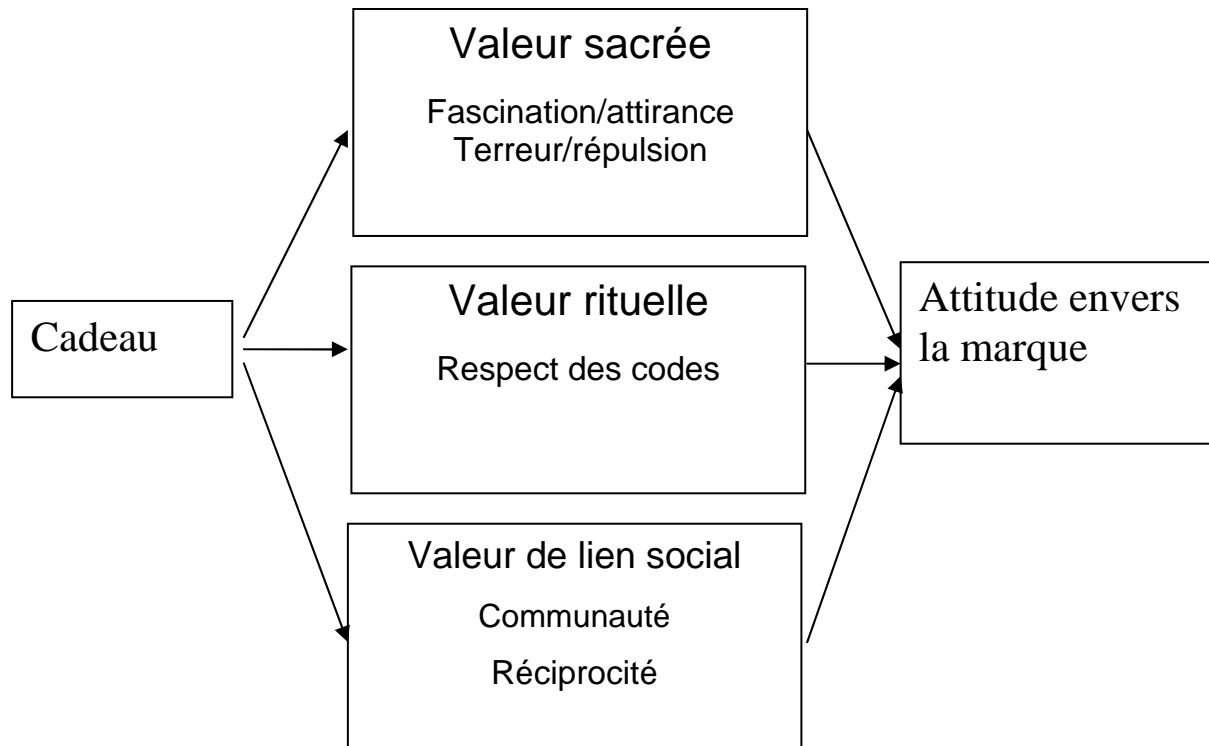 Cadeau
Valeur sacrée
Fascination/attirance
Terreur/répulsion
Valeur rituelle
Respect des codes
Valeur de lien social
Communauté
Réciprocité
Attitude envers
la marque